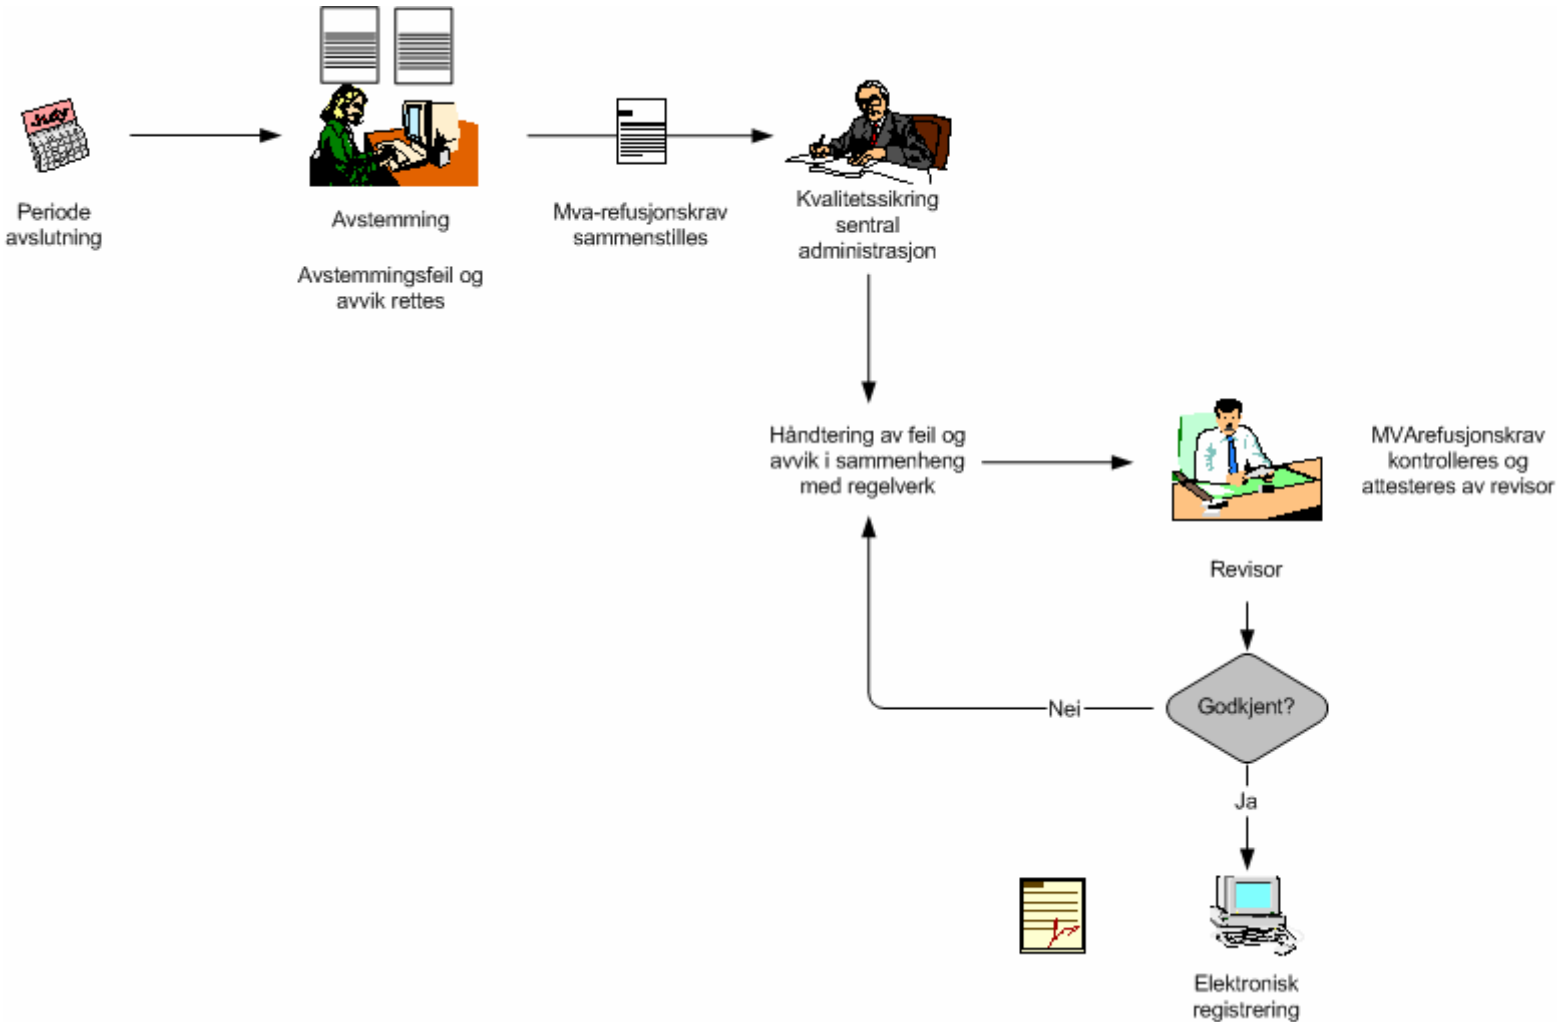 July
Periode
avslutning
Avstemming
Avstemmingsfeil og
avvik rettes
Mva-refusjonskrav
sammenstilles
Kvalitetssikring
sentral
administrasjon
Håndtering av feil og
avvik i sammenheng
med regelverk
MVArefusjonskrav
kontrolleres og
attesteres av revisor
Revisor
Godkjent?
Nei
Ja
Elektronisk
registrering